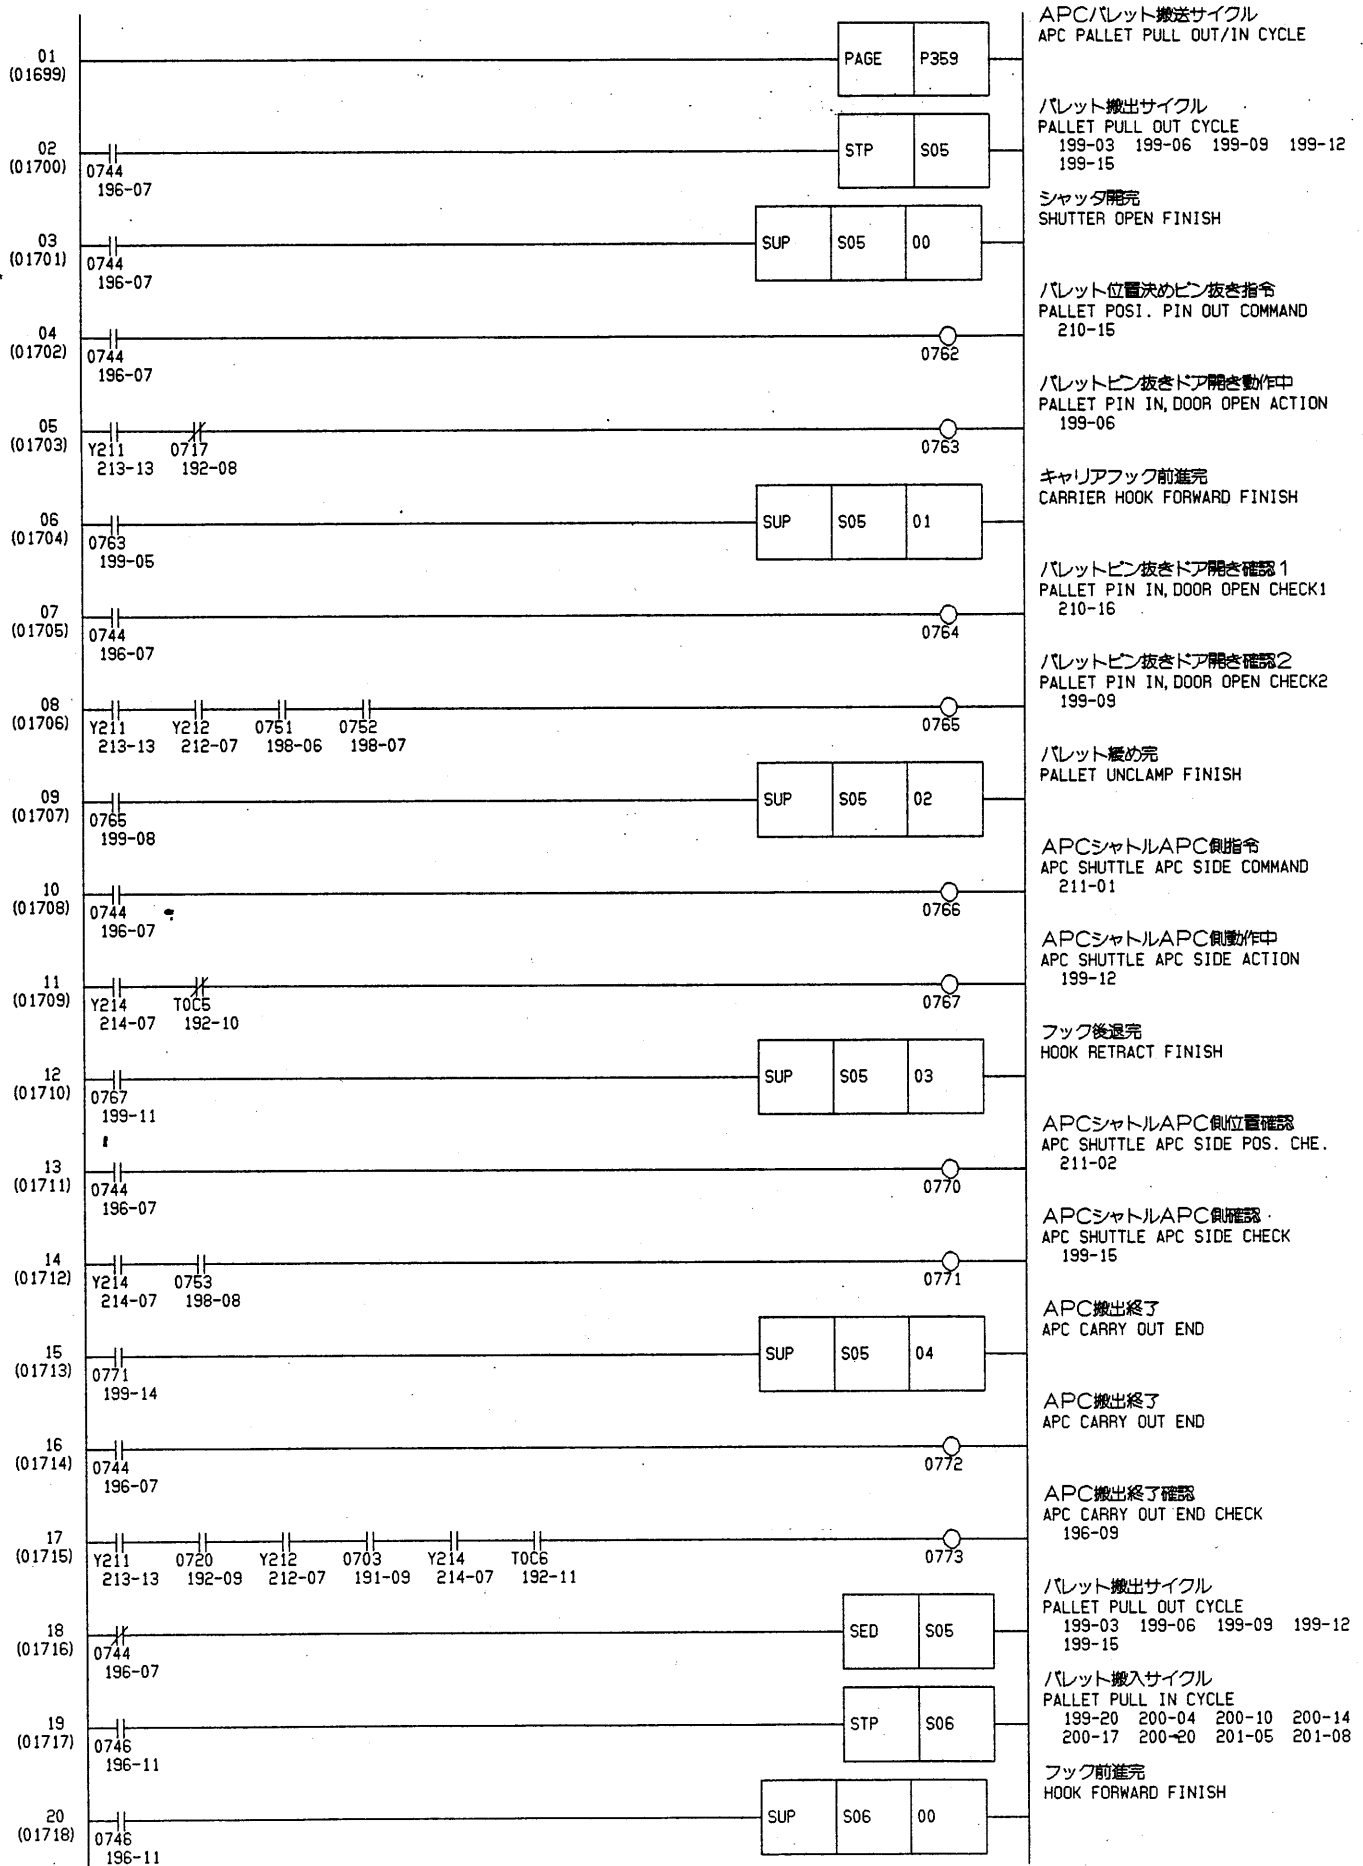 APCパレット搬送サイクル
APC PALLET PULL OUT/IN CYCLE
01
(01699)
PAGE P359
パレット搬出サイクル
PALLET PULL OUT CYCLE
199-03 199-06 199-09 199-12
199-15
02
(01700)
0744
196-07
STP S05
シャッタ開完
SHUTTER OPEN FINISH
03
(01701)
0744
196-07
SUP S05 00
パレット位置決めピン抜き指令
PALLET POSI. PIN OUT COMMAND
210-15
04
(01702)
0744
196-07
0762
パレットピン抜きドア開き動作中
PALLET PIN IN,DOOR OPEN ACTION
199-06
05
(01703)
Y211 0717
213-13 192-08
0763
キャリアフック前進完
CARRIER HOOK FORWARD FINISH
06
(01704)
0763
199-05
SUP S05 01
パレットピン抜きドア開き確認1
PALLET PIN IN,DOOR OPEN CHECK1
210-16
07
(01705)
0744
196-07
0764
パレットピン抜きドア開き確認2
PALLET PIN IN,DOOR OPEN CHECK2
199-09
08
(01706)
Y211 Y212 0751 0752
213-13 212-07 198-06 198-07
0765
パレット緩め完
PALLET UNCLAMP FINISH
09
(01707)
0765
199-08
SUP S05 02
APCシャトルAPC側指令
APC SHUTTLE APC SIDE COMMAND
211-01
10
(01708)
0744
196-07
0766
APCシャトルAPC側動作中
APC SHUTTLE APC SIDE ACTION
199-12
11
(01709)
Y214 T0C5
214-07 192-10
0767
フック後退完
HOOK RETRACT FINISH
12
(01710)
0767
199-11
SUP S05 03
APCシャトルAPC側位置確認
APC SHUTTLE APC SIDE POS. CHE.
211-02
13
(01711)
0744
196-07
0770
APCシャトルAPC側確認
APC SHUTTLE APC SIDE CHECK
199-15
14
(01712)
Y214 0753
214-07 198-08
0771
APC搬出終了
APC CARRY OUT END
15
(01713)
0771
199-14
SUP S05 04
APC搬出終了
APC CARRY OUT END
16
(01714)
0744
196-07
0772
APC搬出終了確認
APC CARRY OUT END CHECK
196-09
17
(01715)
Y211 0720 Y212 0703 Y214 T0C6
213-13 192-09 212-07 191-09 214-07 192-11
0773
パレット搬出サイクル
PALLET PULL OUT CYCLE
199-03 199-06 199-09 199-12
199-15
18
(01716)
0744
196-07
SED S05
パレット搬入サイクル
PALLET PULL IN CYCLE
199-20 200-04 200-10 200-14
200-17 200-20 201-05 201-08
19
(01717)
0746
196-11
STP S06
フック前進完
HOOK FORWARD FINISH
20
(01718)
0746
196-11
SUP S06 00